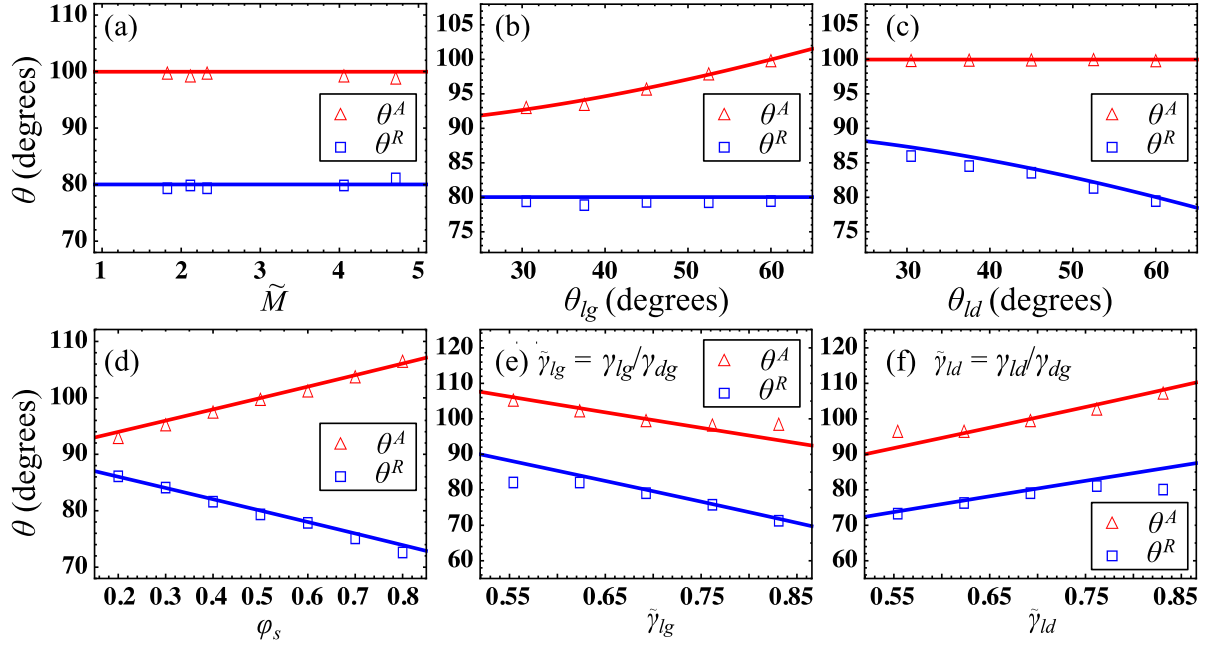 (a)
110
100
90
80
70
θ (degrees)
θ^A
θ^R
1 2 3 4 5
M̃
(b)
105
100
95
90
85
80
75
θ^A
θ^R
30 40 50 60
θ_lg (degrees)
(c)
105
100
95
90
85
80
75
θ^A
θ^R
30 40 50 60
θ_ld (degrees)
(d)
110
100
90
80
70
θ (degrees)
θ^A
θ^R
0.2 0.3 0.4 0.5 0.6 0.7 0.8
φ_s
(e) γ̃_lg = γ_lg/γ_dg
120
110
100
90
80
70
60
θ^A
θ^R
0.55 0.65 0.75 0.85
γ̃_lg
(f) γ̃_ld = γ_ld/γ_dg
120
110
100
90
80
70
60
θ^A
θ^R
0.55 0.65 0.75 0.85
γ̃_ld